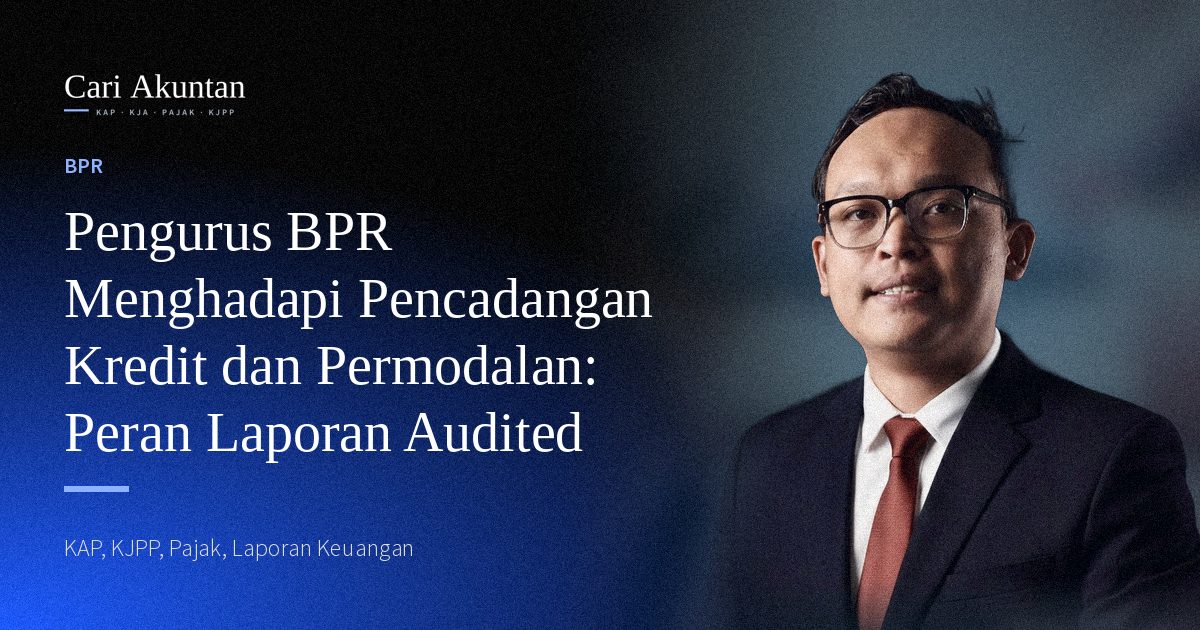 Cari Akuntan
KAP · KJA · PAJAK · KJPP
BPR
Pengurus BPR
Menghadapi Pencadangan
Kredit dan Permodalan:
Peran Laporan Audited
KAP, KJPP, Pajak, Laporan Keuangan